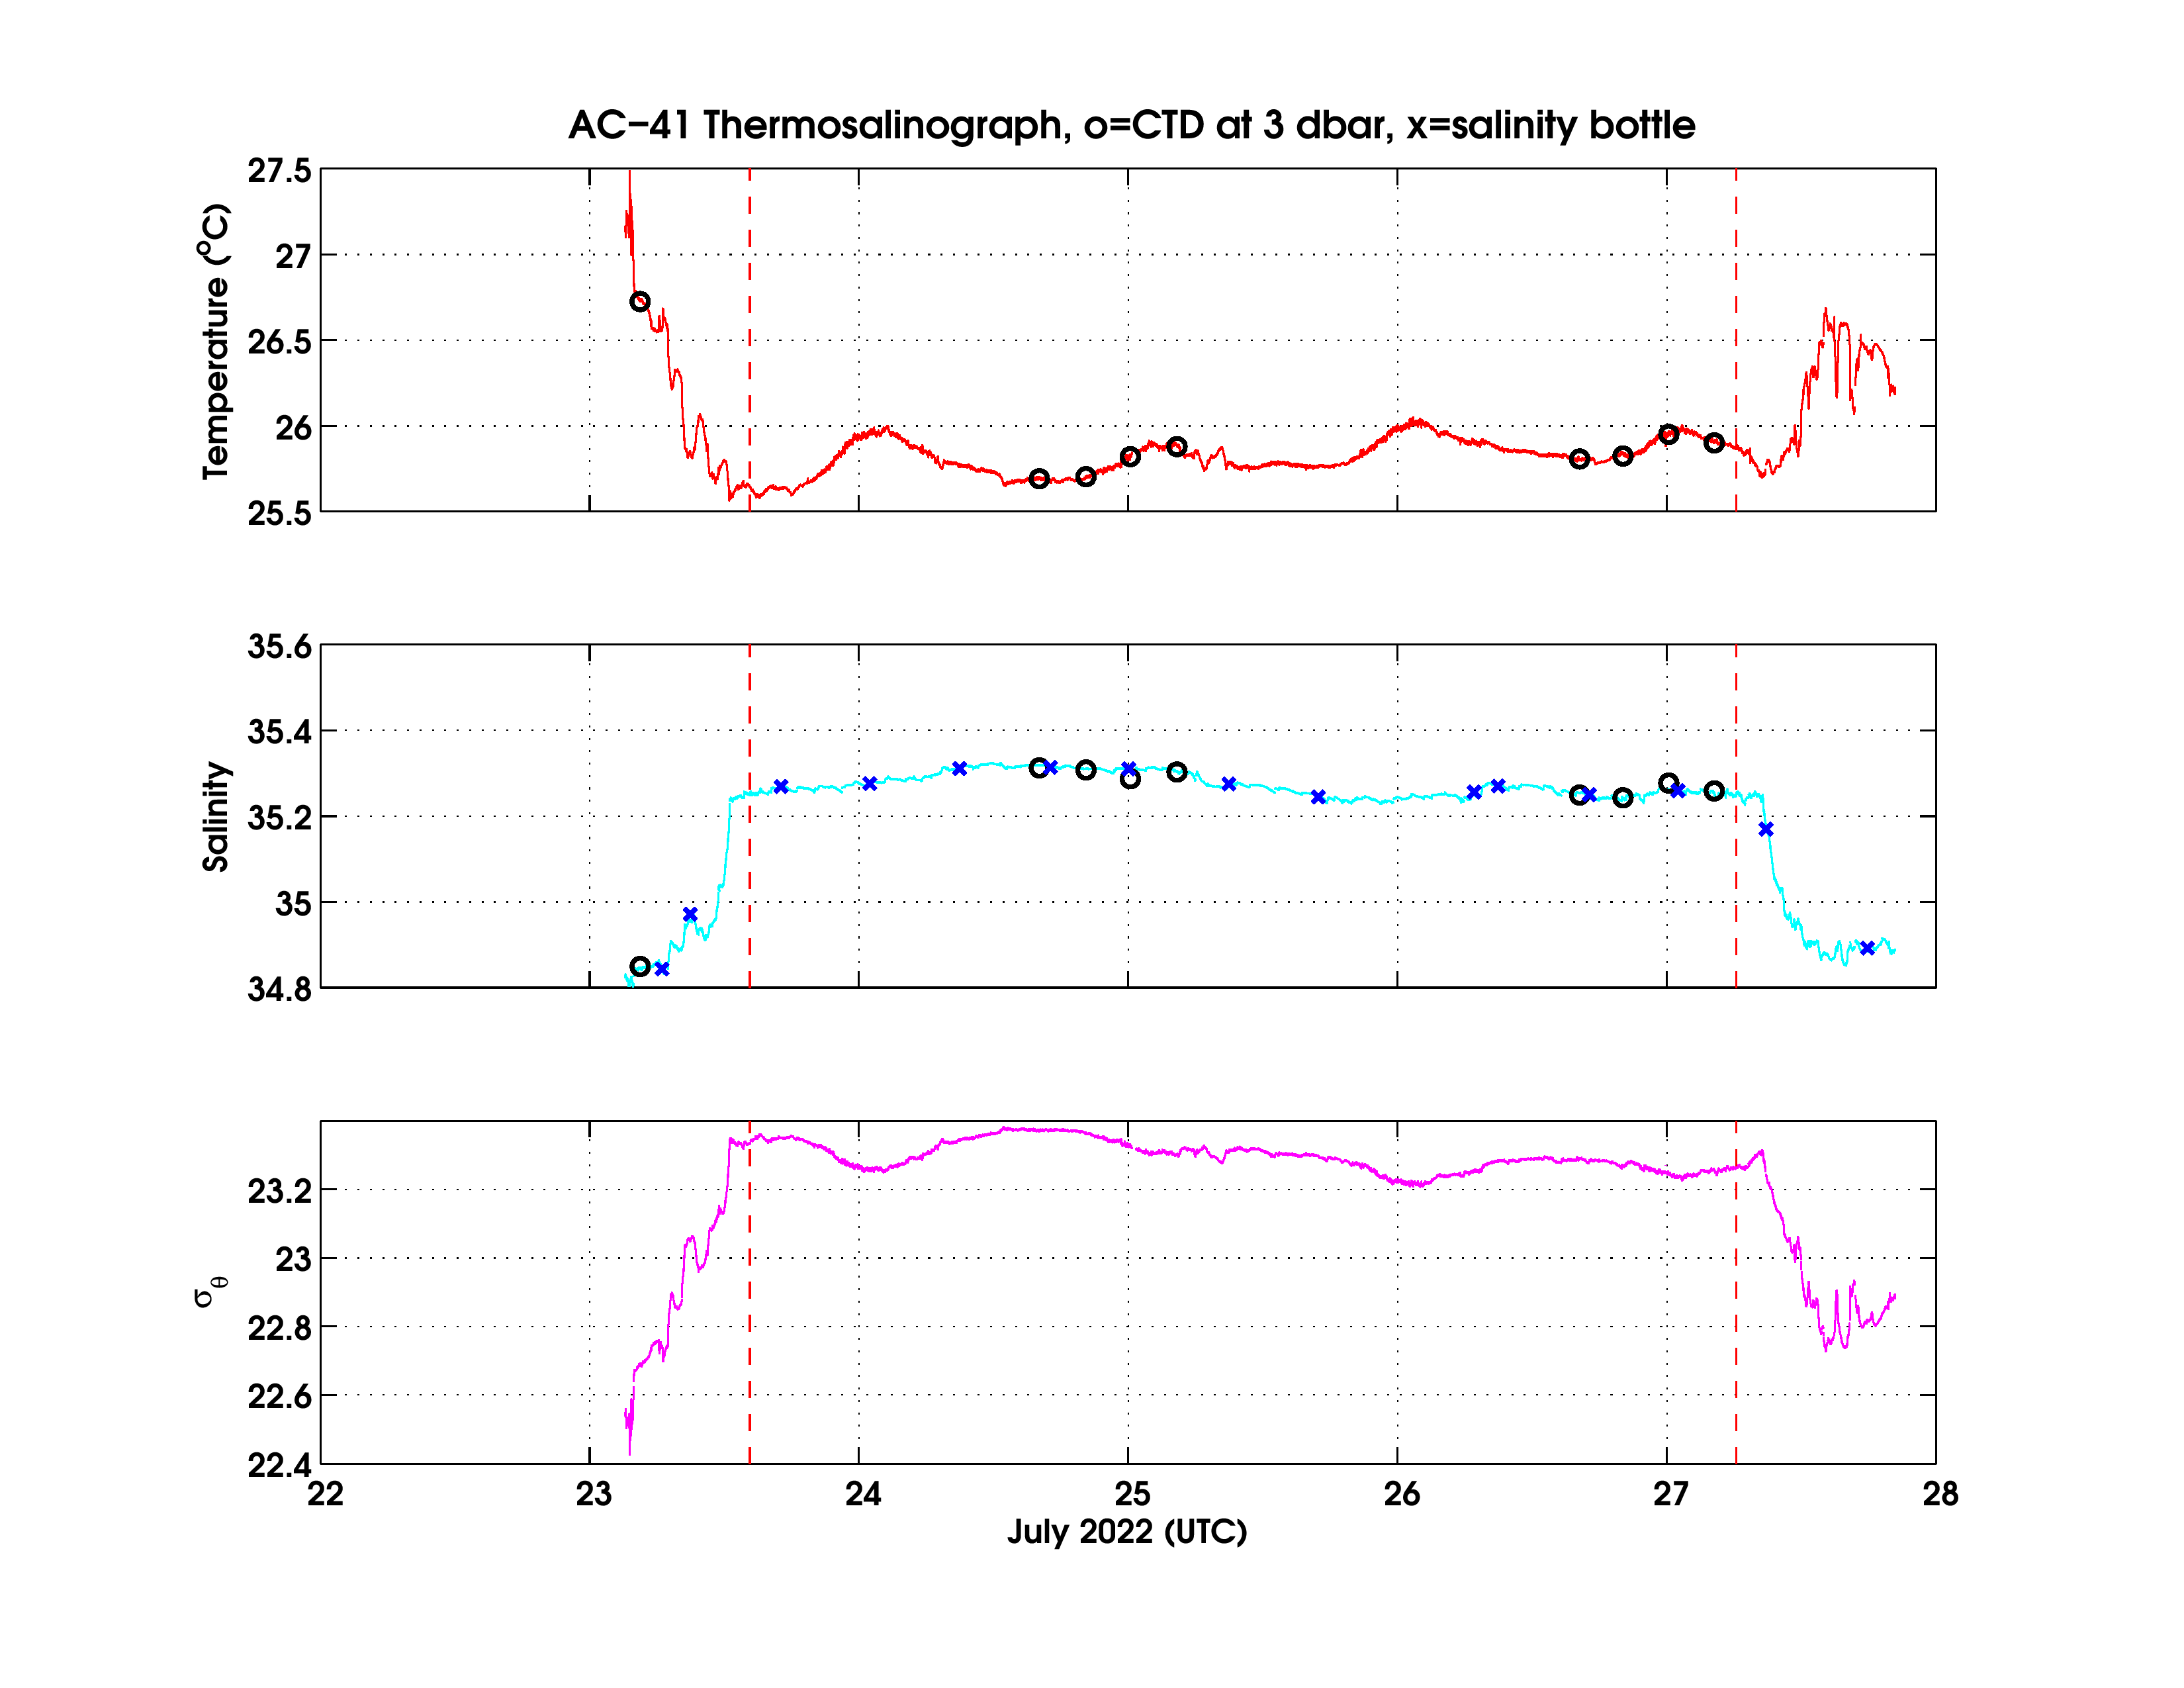 AC−41 Thermosalinograph, o=CTD at 3 dbar, x=salinity bottle
Temperature (°C)
27.5
27
26.5
26
25.5
Salinity
35.6
35.4
35.2
35
34.8
σθ
23.2
23
22.8
22.6
22.4
22 23 24 25 26 27 28
July 2022 (UTC)